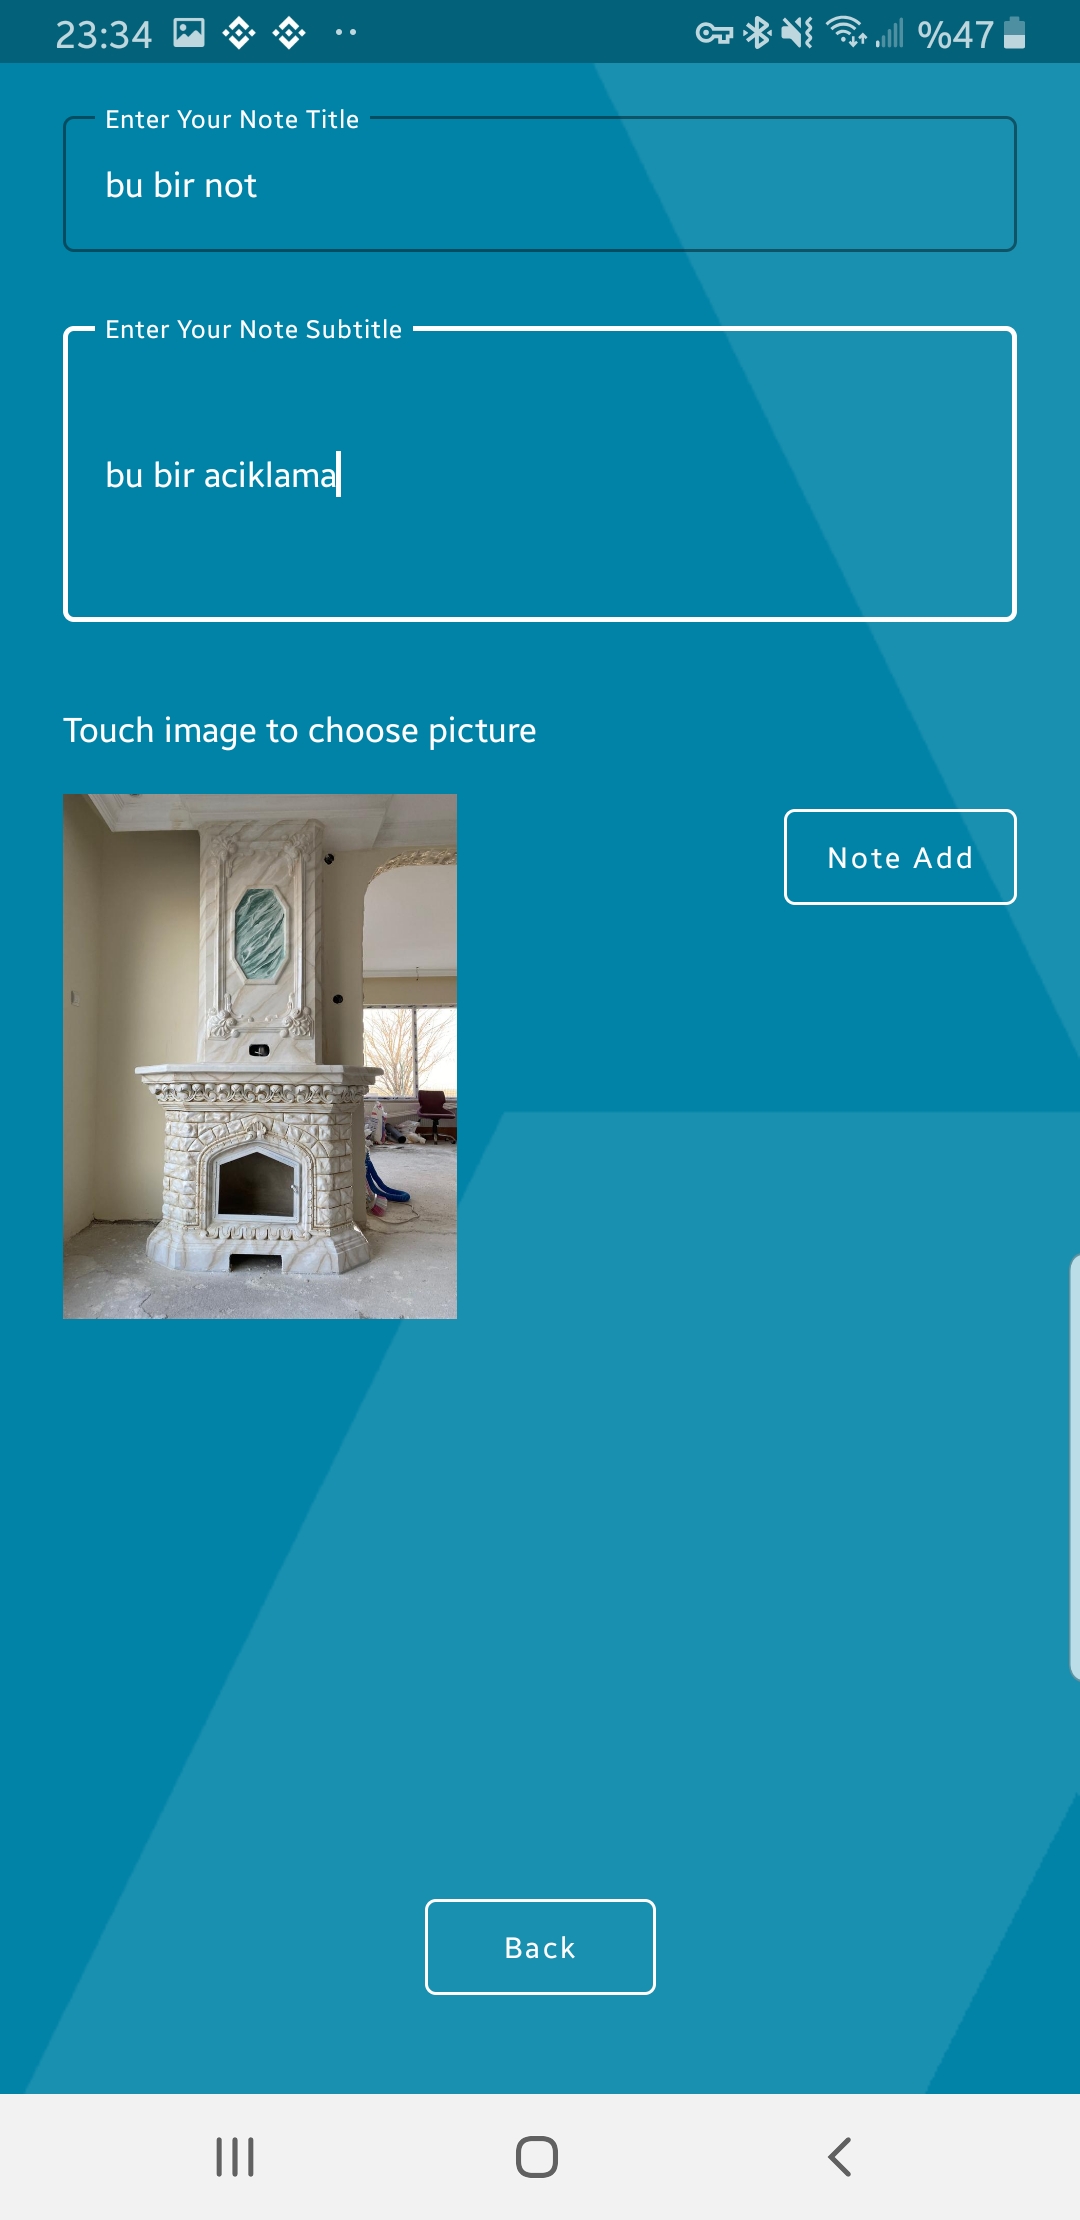 23:34 %47
Enter Your Note Title
bu bir not
Enter Your Note Subtitle
bu bir aciklama
Touch image to choose picture
Note Add
Back